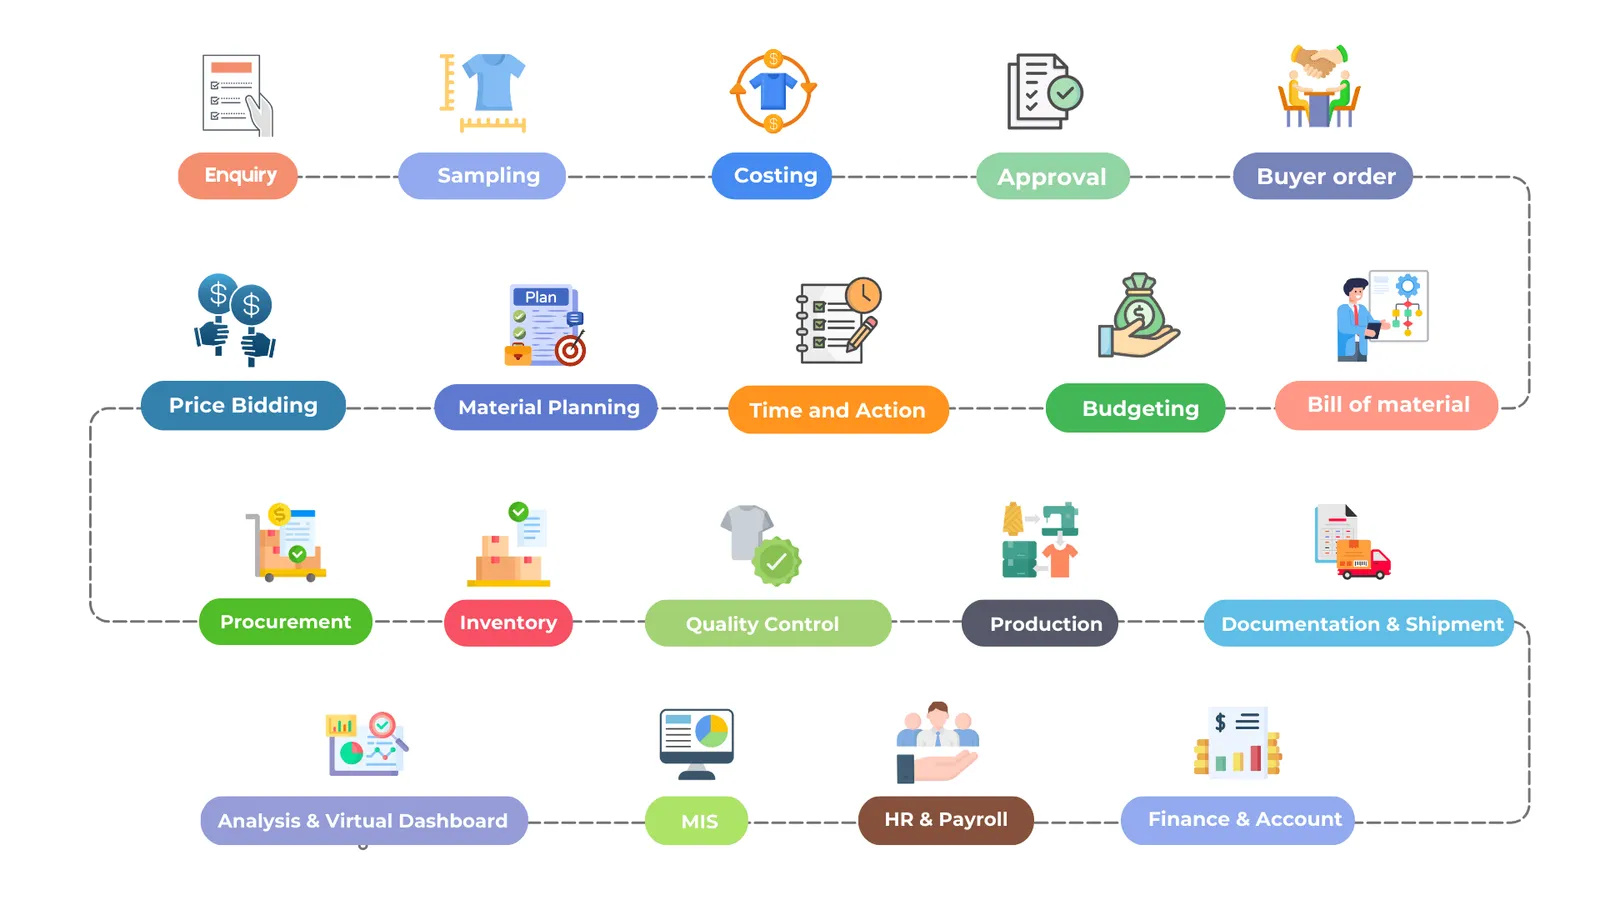 Enquiry
Sampling
Costing
Approval
Buyer order
Plan
Price Bidding
Material Planning
Time and Action
Budgeting
Bill of material
Procurement
Inventory
Quality Control
Production
Documentation & Shipment
Analysis & Virtual Dashboard
MIS
HR & Payroll
Finance & Account